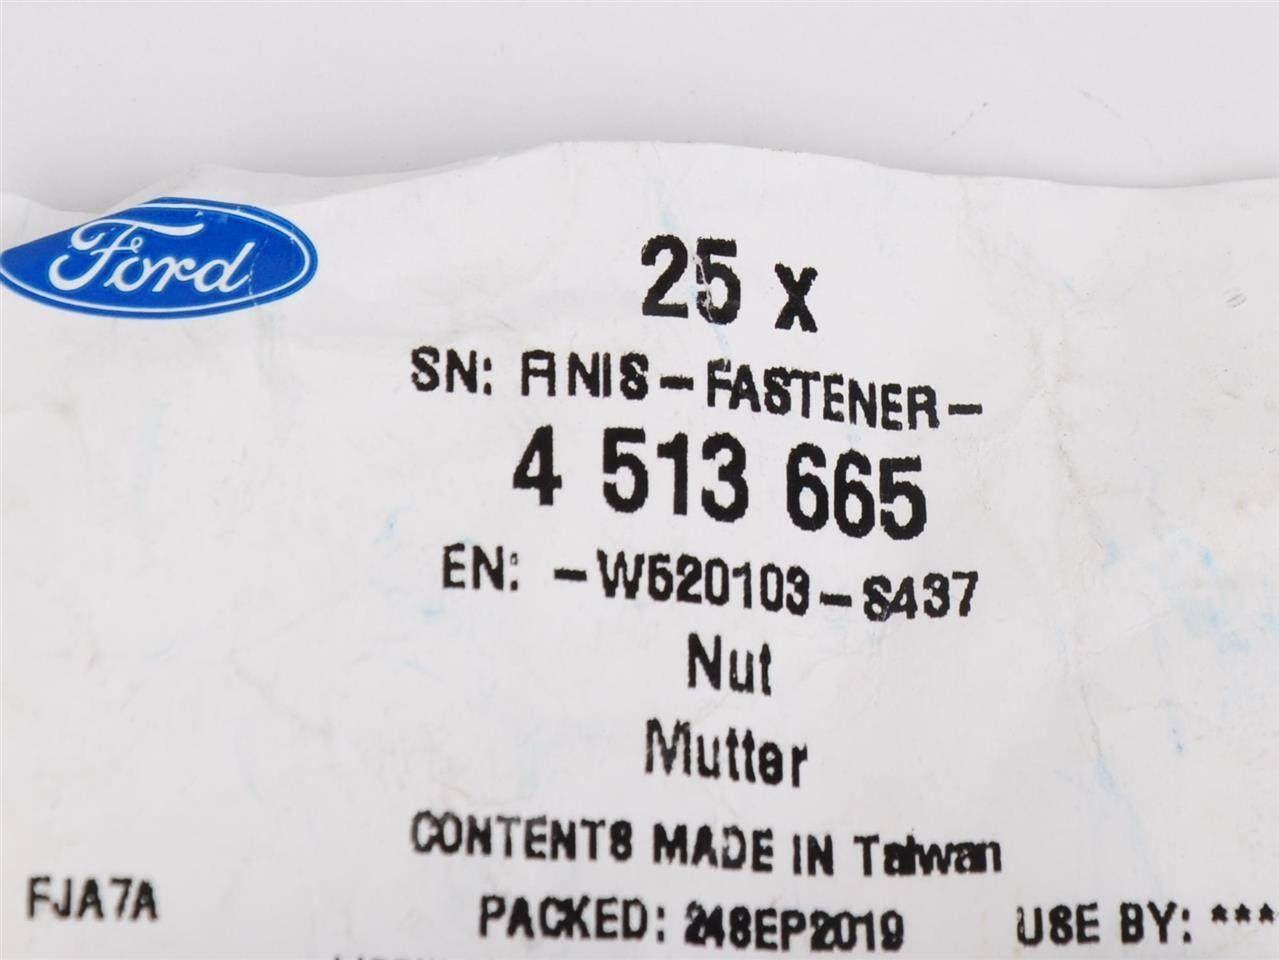 Ford
25 x
SN: FINIS-FASTENER-
4 513 665
EN: -W520103-S437
Nut
Mutter
CONTENTS MADE IN Taiwan
FJA7A
PACKED: 24SEP2019
USE BY: ***